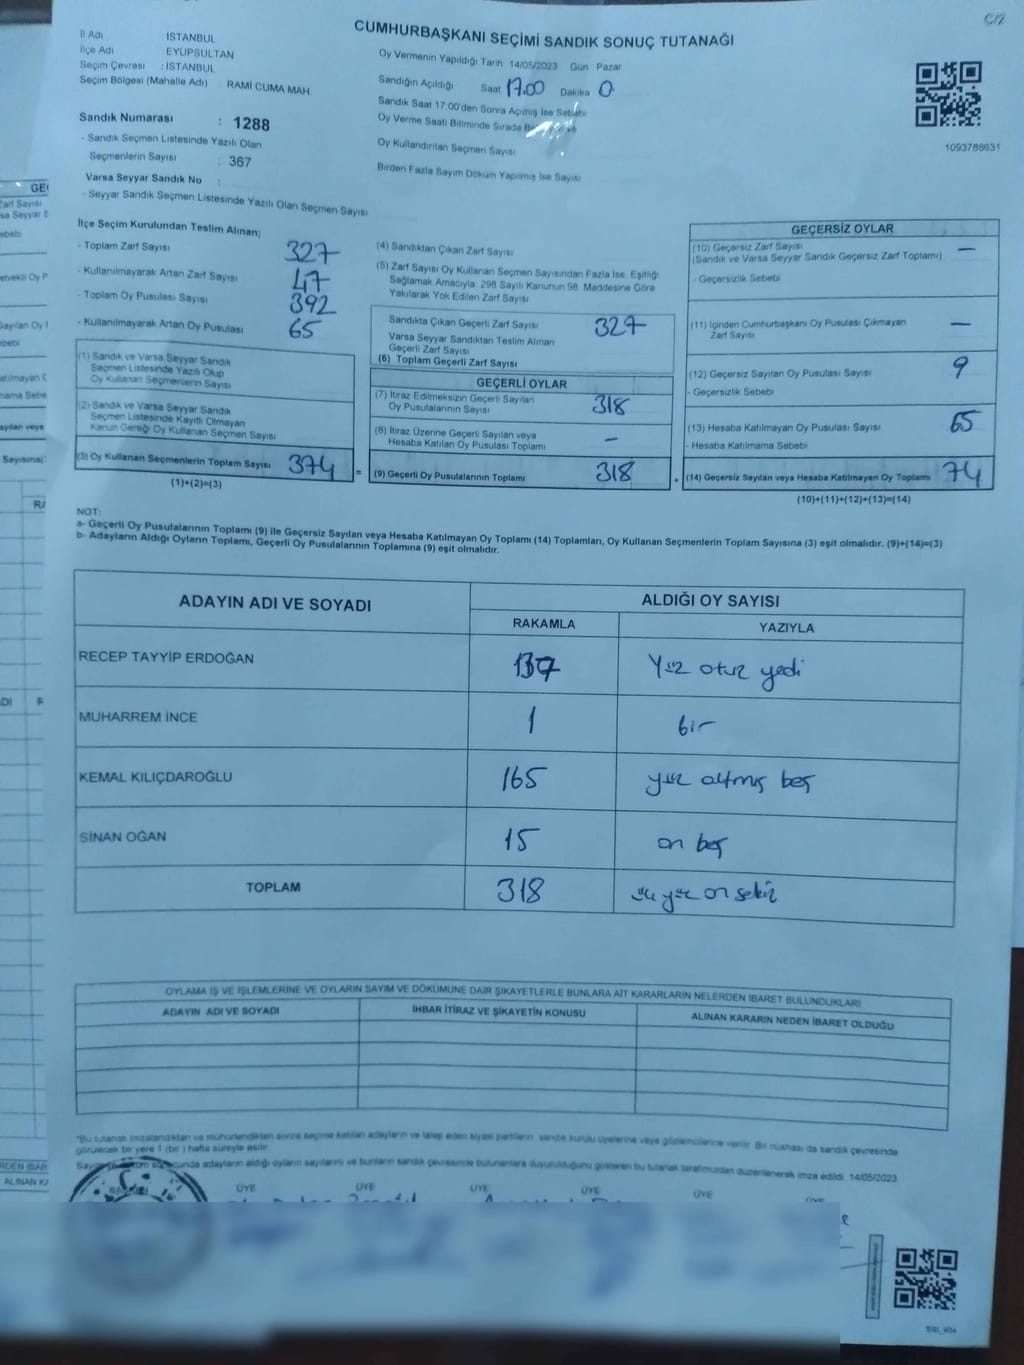 C/2
CUMHURBAŞKANI SEÇİMİ SANDIK SONUÇ TUTANAĞI
İl Adı İSTANBUL
İlçe Adı EYÜPSULTAN
Seçim Çevresi : İSTANBUL
Seçim Bölgesi (Mahalle Adı) RAMİ CUMA MAH
Sandık Numarası : 1288
- Sandık Seçmen Listesinde Yazılı Olan
Seçmenlerin Sayısı : 367
Varsa Seyyar Sandık No :
- Seyyar Sandık Seçmen Listesinde Yazılı Olan Seçmen Sayısı
Oy Vermenin Yapıldığı Tarih 14/05/2023 Gün Pazar
Sandığın Açıldığı Saat 17.00 Dakika 0
Sandık Saat 17:00'den Sonra Açılmış İse Sebebi
Oy Verme Saati Bitiminde Sırada
Oy Kullandırılan Seçmen Sayısı
Birden Fazla Sayım Döküm Yapılmış İse Sayısı
1093788631
İlçe Seçim Kurulundan Teslim Alınan;
- Toplam Zarf Sayısı 327
- Kullanılmayarak Artan Zarf Sayısı 47
- Toplam Oy Pusulası Sayısı 392
- Kullanılmayarak Artan Oy Pusulası 65
(1) Sandık ve Varsa Seyyar Sandık
Seçmen Listesinde Yazılı Olup
Oy Kullanan Seçmenlerin Sayısı
(2) Sandık ve Varsa Seyyar Sandık
Seçmen Listesinde Kayıtlı Olmayan
Kanun Gereği Oy Kullanan Seçmen Sayısı
(3) Oy Kullanan Seçmenlerin Toplam Sayısı 374 =
(1)+(2)=(3)
(4) Sandıktan Çıkan Zarf Sayısı
(5) Zarf Sayısı Oy Kullanan Seçmen Sayısından Fazla İse, Eşitliği
Sağlamak Amacıyla; 298 Sayılı Kanunun 98. Maddesine Göre
Yakılarak Yok Edilen Zarf Sayısı
Sandıkta Çıkan Geçerli Zarf Sayısı 327
Varsa Seyyar Sandıktan Teslim Alınan
Geçerli Zarf Sayısı
(6) Toplam Geçerli Zarf Sayısı
GEÇERLİ OYLAR
(7) İtiraz Edilmeksizin Geçerli Sayılan
Oy Pusulalarının Sayısı 318
(8) İtiraz Üzerine Geçerli Sayılan veya
Hesaba Katılan Oy Pusulası Toplamı -
(9) Geçerli Oy Pusulalarının Toplamı 318 +
GEÇERSİZ OYLAR
(10) Geçersiz Zarf Sayısı -
(Sandık ve Varsa Seyyar Sandık Geçersiz Zarf Toplamı)
- Geçersizlik Sebebi
(11) İçinden Cumhurbaşkanı Oy Pusulası Çıkmayan
Zarf Sayısı -
(12) Geçersiz Sayılan Oy Pusulası Sayısı 9
- Geçersizlik Sebebi
(13) Hesaba Katılmayan Oy Pusulası Sayısı 65
- Hesaba Katılmama Sebebi
(14) Geçersiz Sayılan veya Hesaba Katılmayan Oy Toplamı 74
(10)+(11)+(12)+(13)=(14)
NOT:
a- Geçerli Oy Pusulalarının Toplamı (9) ile Geçersiz Sayılan veya Hesaba Katılmayan Oy Toplamı (14) Toplamları, Oy Kullanan Seçmenlerin Toplam Sayısına (3) eşit olmalıdır. (9)+(14)=(3)
b- Adayların Aldığı Oyların Toplamı, Geçerli Oy Pusulalarının Toplamına (9) eşit olmalıdır.
ADAYIN ADI VE SOYADI ALDIĞI OY SAYISI
RAKAMLA YAZIYLA
RECEP TAYYİP ERDOĞAN 137 Yüz otuz yedi
MUHARREM İNCE 1 bir
KEMAL KILIÇDAROĞLU 165 yüz altmış beş
SİNAN OĞAN 15 on beş
TOPLAM 318 üç yüz on sekiz
OYLAMA İŞ VE İŞLEMLERİNE VE OYLARIN SAYIM VE DÖKÜMÜNE DAİR ŞİKAYETLERLE BUNLARA AİT KARARLARIN NELERDEN İBARET BULUNDUKLARI
ADAYIN ADI VE SOYADI İHBAR İTİRAZ VE ŞİKAYETİN KONUSU ALINAN KARARIN NEDEN İBARET OLDUĞU
*Bu tutanak imzalandıktan ve mühürlendikten sonra seçime katılan adayların ve talep eden siyasi partilerin sandık kurulu üyelerine veya gözlemcilerine verilir. Bir nüshası da sandık çevresinde
görülecek bir yere 1 (bir) hafta süreyle asılır.
sonucunda adayların aldığı oyların sayılarını ve bunların sandık çevresinde bulunanlara duyurulduğunu gösteren bu tutanak tarafımızdan düzenlenerek imza edildi. 14/05/2023
ÜYE ÜYE ÜYE ÜYE ÜYE ÜYE